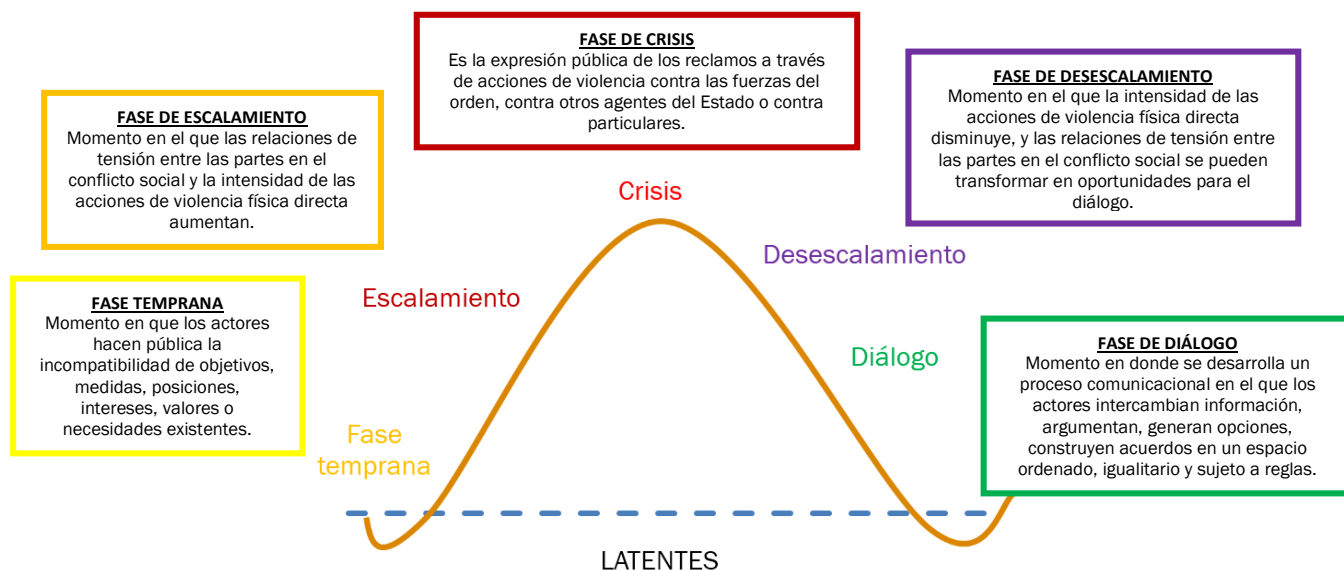 FASE DE CRISIS
Es la expresión pública de los reclamos a través
de acciones de violencia contra las fuerzas del
orden, contra otros agentes del Estado o contra
particulares.
FASE DE DESESCALAMIENTO
Momento en el que la intensidad de las
acciones de violencia física directa
disminuye, y las relaciones de tensión entre
las partes en el conflicto social se pueden
transformar en oportunidades para el
diálogo.
FASE DE ESCALAMIENTO
Momento en el que las relaciones de
tensión entre las partes en el
conflicto social y la intensidad de las
acciones de violencia física directa
aumentan.
Crisis
Desescalamiento
Escalamiento
FASE TEMPRANA
Momento en que los actores
hacen pública la
incompatibilidad de objetivos,
medidas, posiciones,
intereses, valores o
necesidades existentes.
Diálogo
FASE DE DIÁLOGO
Momento en donde se desarrolla un
proceso comunicacional en el que los
actores intercambian información,
argumentan, generan opciones,
construyen acuerdos en un espacio
ordenado, igualitario y sujeto a reglas.
Fase
temprana
LATENTES